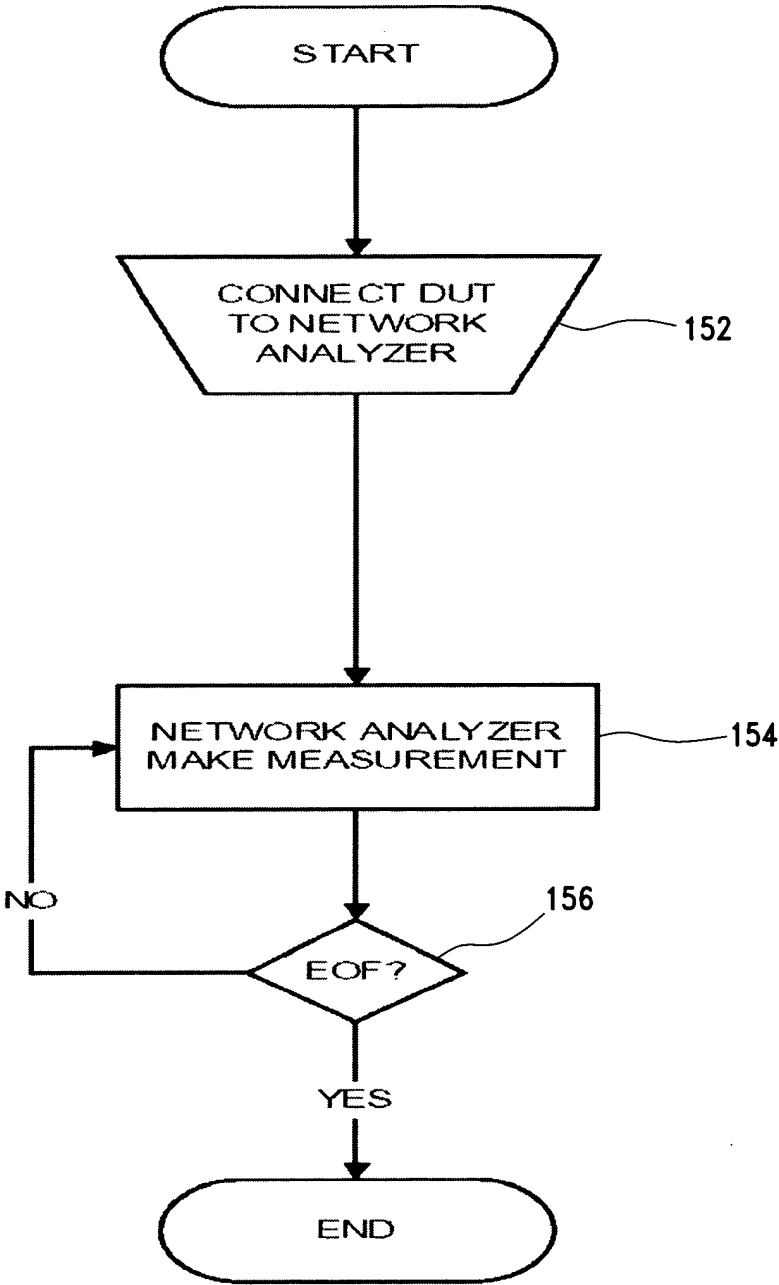 START
CONNECT DUT
TO NETWORK
ANALYZER
152
NETWORK ANALYZER
MAKE MEASUREMENT
154
NO
156
EOF?
YES
END